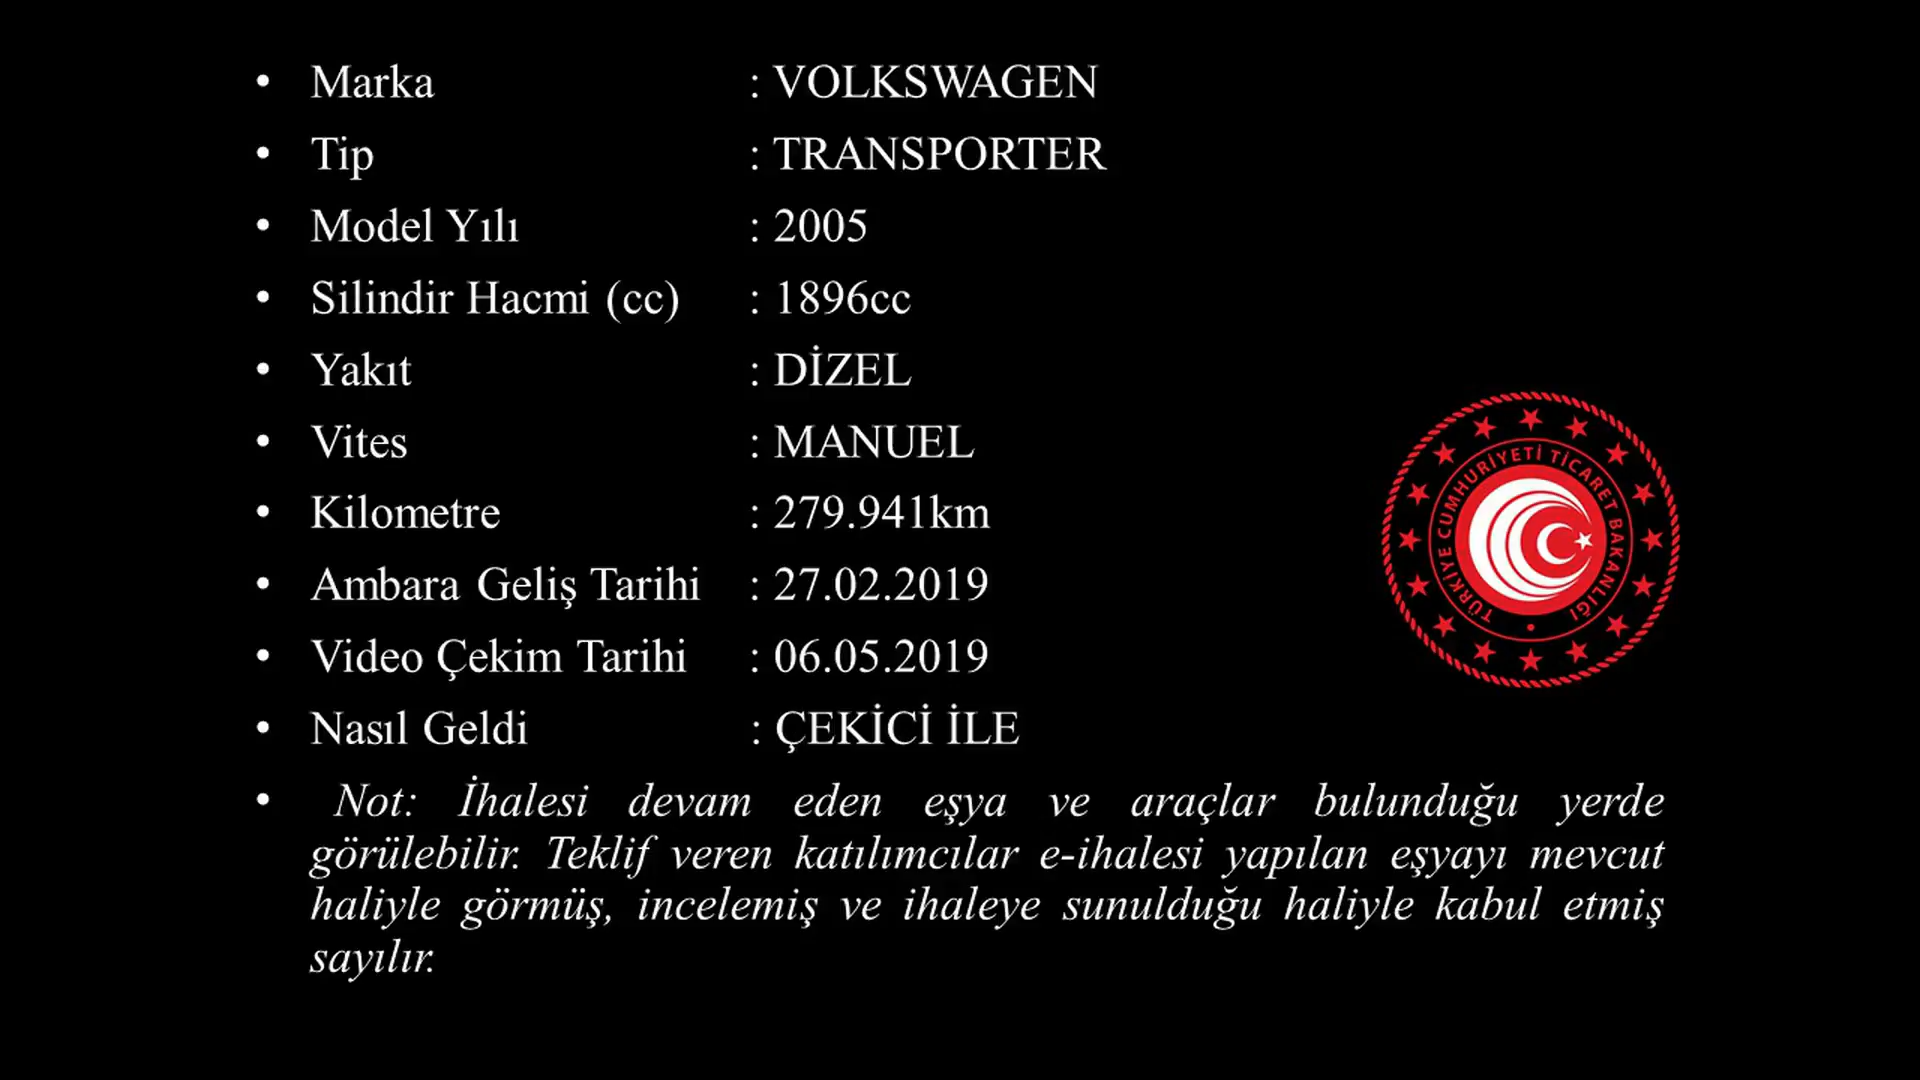 • Marka : VOLKSWAGEN
• Tip : TRANSPORTER
• Model Yılı : 2005
• Silindir Hacmi (cc) : 1896cc
• Yakıt : DİZEL
• Vites : MANUEL
• Kilometre : 279.941km
• Ambara Geliş Tarihi : 27.02.2019
• Video Çekim Tarihi : 06.05.2019
• Nasıl Geldi : ÇEKİCİ İLE
• Not: İhalesi devam eden eşya ve araçlar bulunduğu yerde
görülebilir. Teklif veren katılımcılar e-ihalesi yapılan eşyayı mevcut
haliyle görmüş, incelemiş ve ihaleye sunulduğu haliyle kabul etmiş
sayılır.
TÜRKİYE CUMHURİYETİ TİCARET BAKANLIĞI